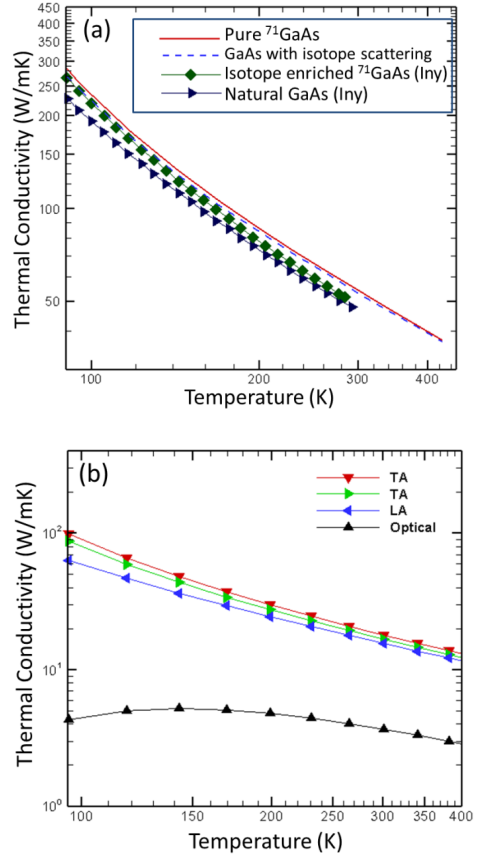 (a)
Pure ⁷¹GaAs
GaAs with isotope scattering
Isotope enriched ⁷¹GaAs (Iny)
Natural GaAs (Iny)
Thermal Conductivity (W/mK)
450
400
350
300
250
200
150
100
50
100 200 300 400
Temperature (K)
(b)
TA
TA
LA
Optical
Thermal Conductivity (W/mK)
10²
10¹
10⁰
100 150 200 250 300 350 400
Temperature (K)